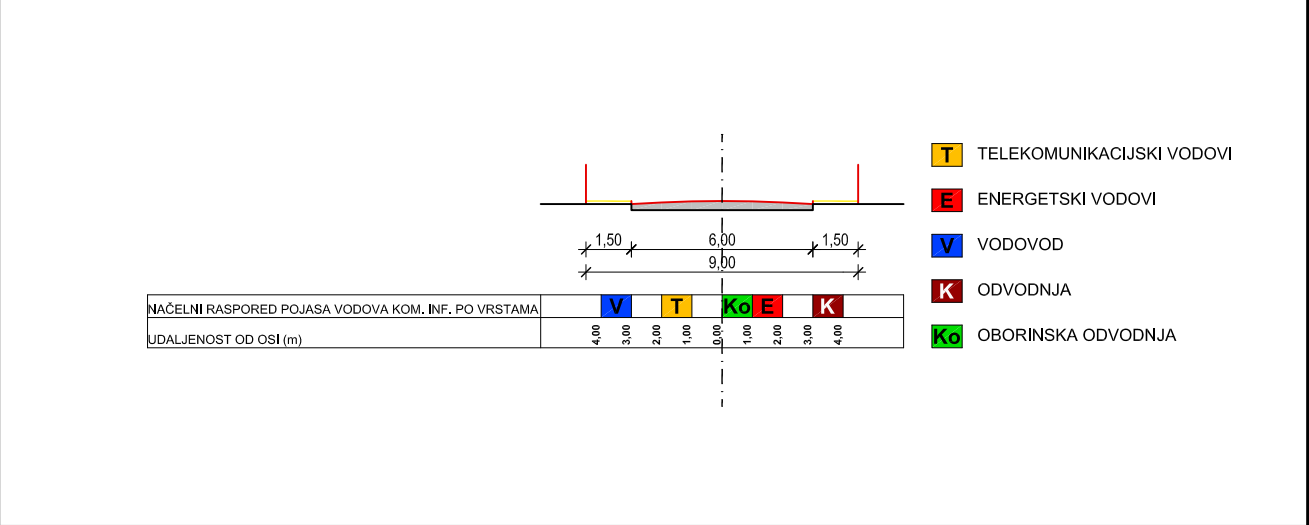 T TELEKOMUNIKACIJSKI VODOVI
E ENERGETSKI VODOVI
1,50 6,00 1,50
V VODOVOD
9,00
K ODVODNJA
NAČELNI RASPORED POJASA VODOVA KOM. INF. PO VRSTAMA V T Ko E K
UDALJENOST OD OSI (m) 4,00 3,00 2,00 1,00 0,00 1,00 2,00 3,00 4,00
Ko OBORINSKA ODVODNJA